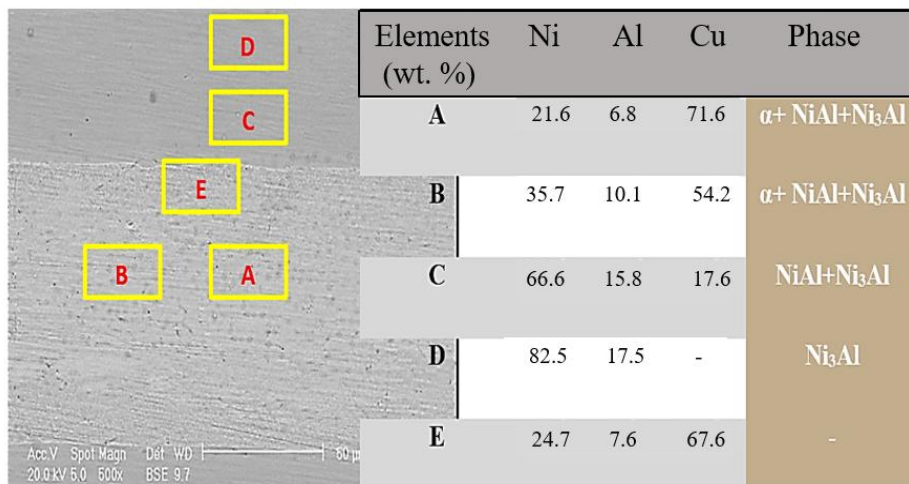 D
C
E
B
A
Acc.V Spot Magn Det WD
20.0 kV 5.0 500x BSE 9.7
Elements Ni Al Cu Phase
(wt. %)
A 21.6 6.8 71.6 α+ NiAl+Ni₃Al
B 35.7 10.1 54.2 α+ NiAl+Ni₃Al
C 66.6 15.8 17.6 NiAl+Ni₃Al
D 82.5 17.5 - Ni₃Al
E 24.7 7.6 67.6 -